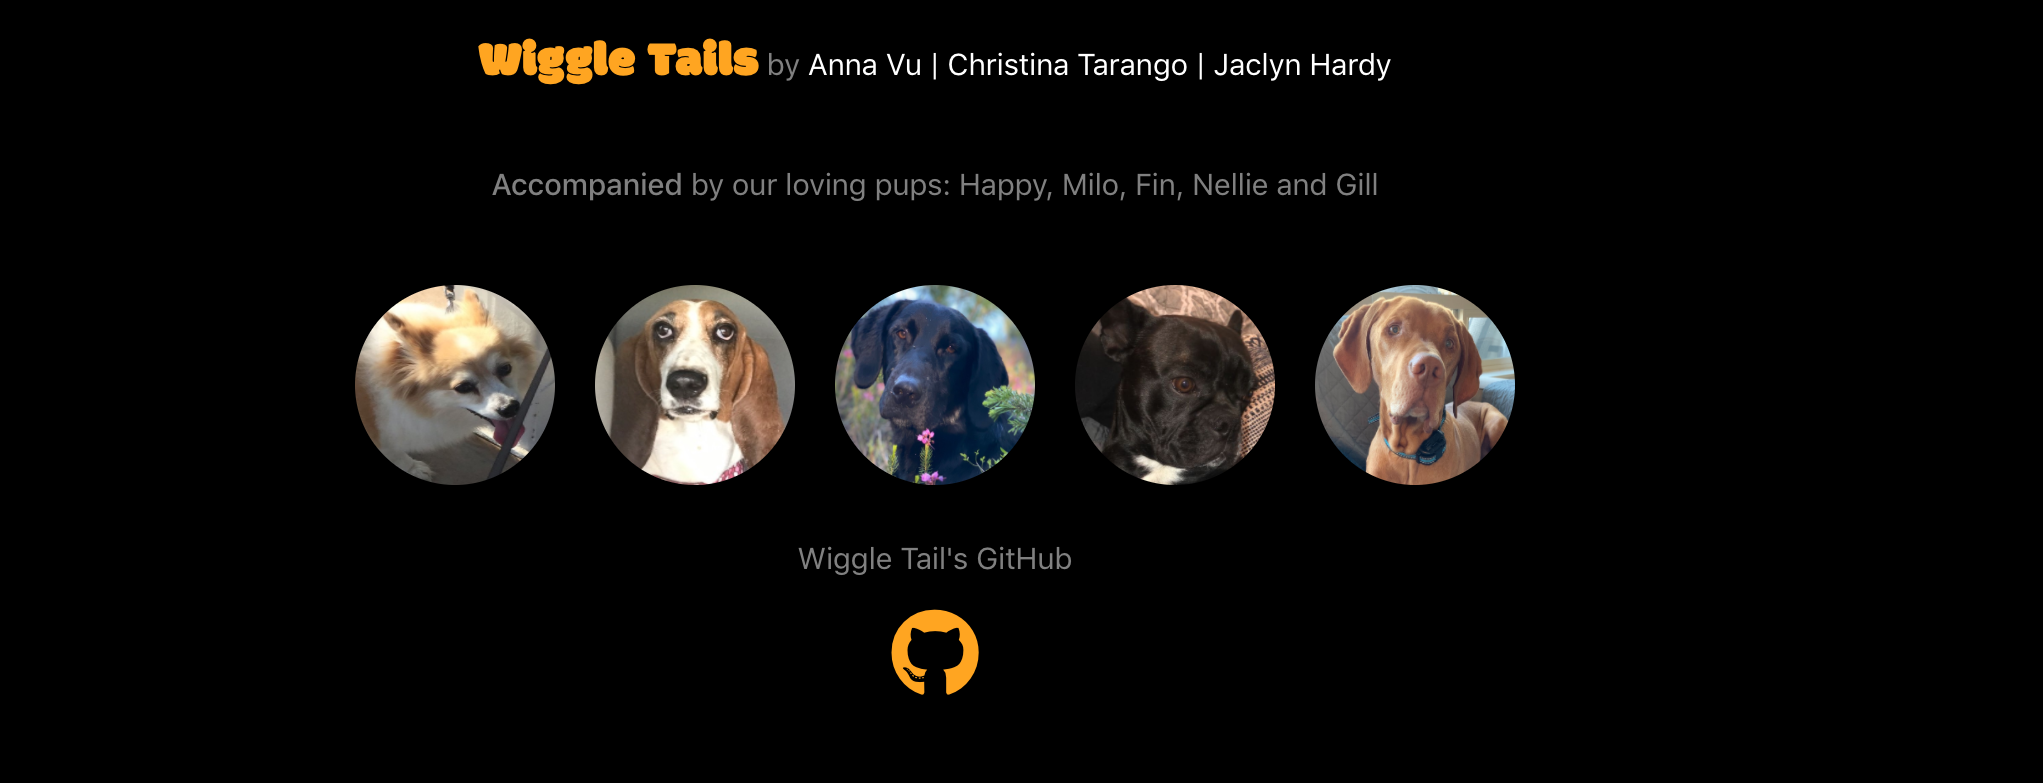 Wiggle Tails by Anna Vu | Christina Tarango | Jaclyn Hardy
Accompanied by our loving pups: Happy, Milo, Fin, Nellie and Gill
Wiggle Tail's GitHub